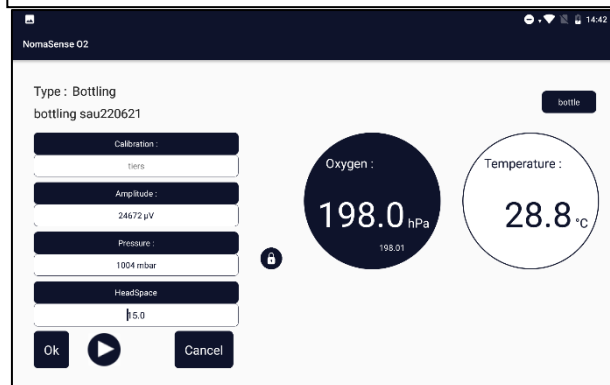 14:42
NomaSense O2
Type : Bottling
bottling sau220621
bottle
Calibration :
tiers
Amplitude :
24672 µV
Pressure :
1004 mbar
HeadSpace
15.0
Ok
Cancel
Oxygen :
198.0 hPa
198.01
Temperature :
28.8 °C